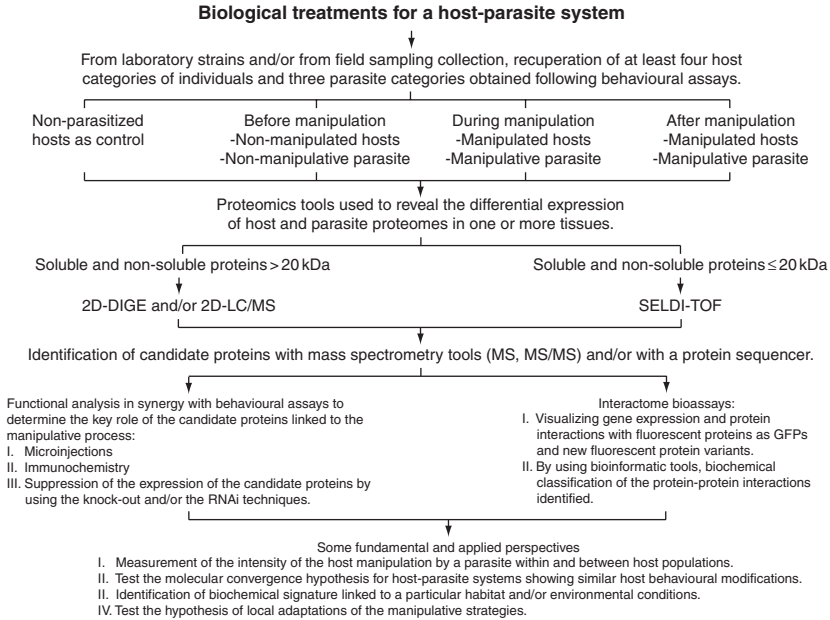 Biological treatments for a host-parasite system
From laboratory strains and/or from field sampling collection, recuperation of at least four host
categories of individuals and three parasite categories obtained following behavioural assays.
Non-parasitized
hosts as control
Before manipulation
-Non-manipulated hosts
-Non-manipulative parasite
During manipulation
-Manipulated hosts
-Manipulative parasite
After manipulation
-Manipulated hosts
-Manipulative parasite
Proteomics tools used to reveal the differential expression
of host and parasite proteomes in one or more tissues.
Soluble and non-soluble proteins > 20 kDa
Soluble and non-soluble proteins ≤ 20 kDa
2D-DIGE and/or 2D-LC/MS
SELDI-TOF
Identification of candidate proteins with mass spectrometry tools (MS, MS/MS) and/or with a protein sequencer.
Functional analysis in synergy with behavioural assays to
determine the key role of the candidate proteins linked to the
manipulative process:
I. Microinjections
II. Immunochemistry
III. Suppression of the expression of the candidate proteins by
using the knock-out and/or the RNAi techniques.
Interactome bioassays:
I. Visualizing gene expression and protein
interactions with fluorescent proteins as GFPs
and new fluorescent protein variants.
II. By using bioinformatic tools, biochemical
classification of the protein-protein interactions
identified.
Some fundamental and applied perspectives
I. Measurement of the intensity of the host manipulation by a parasite within and between host populations.
II. Test the molecular convergence hypothesis for host-parasite systems showing similar host behavioural modifications.
II. Identification of biochemical signature linked to a particular habitat and/or environmental conditions.
IV. Test the hypothesis of local adaptations of the manipulative strategies.